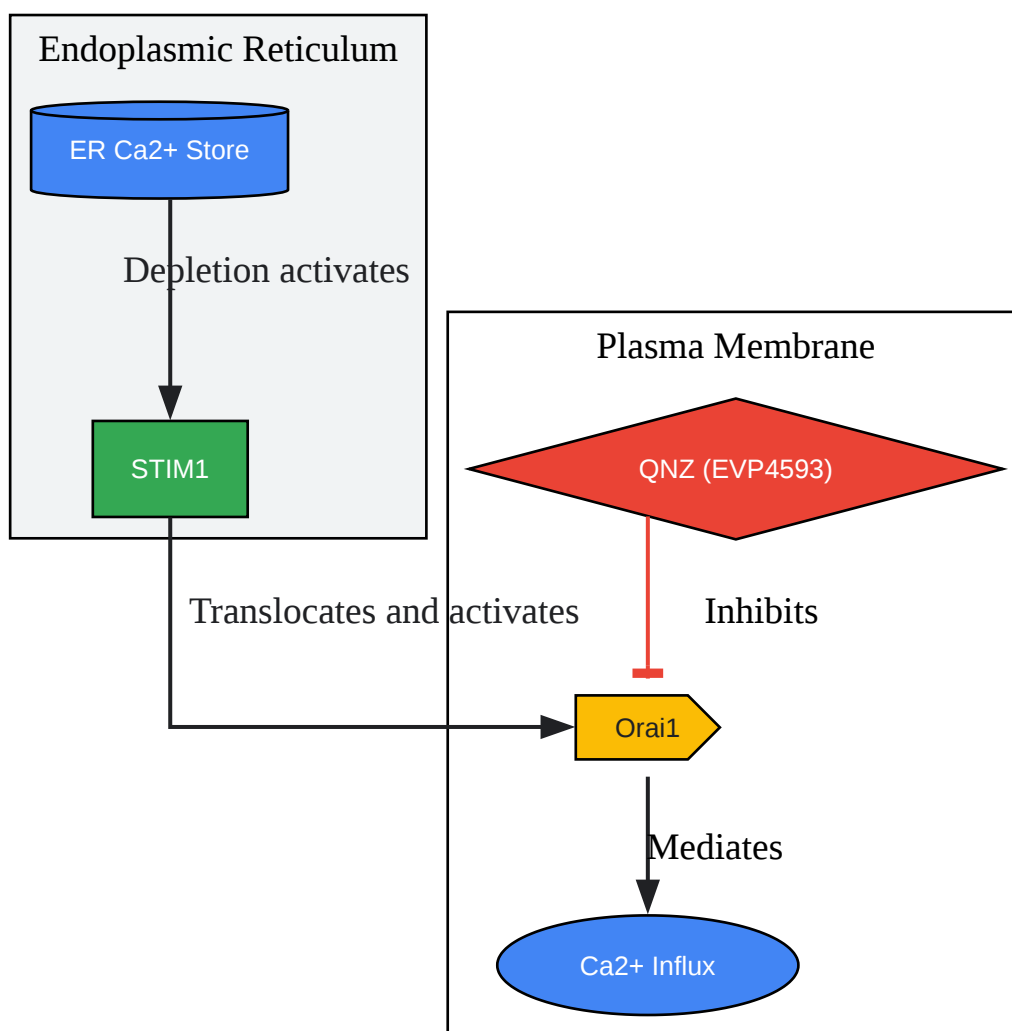 Endoplasmic Reticulum
ER Ca2+ Store
Depletion activates
Plasma Membrane
STIM1
QNZ (EVP4593)
Translocates and activates
Inhibits
Orai1
Mediates
Ca2+ Influx